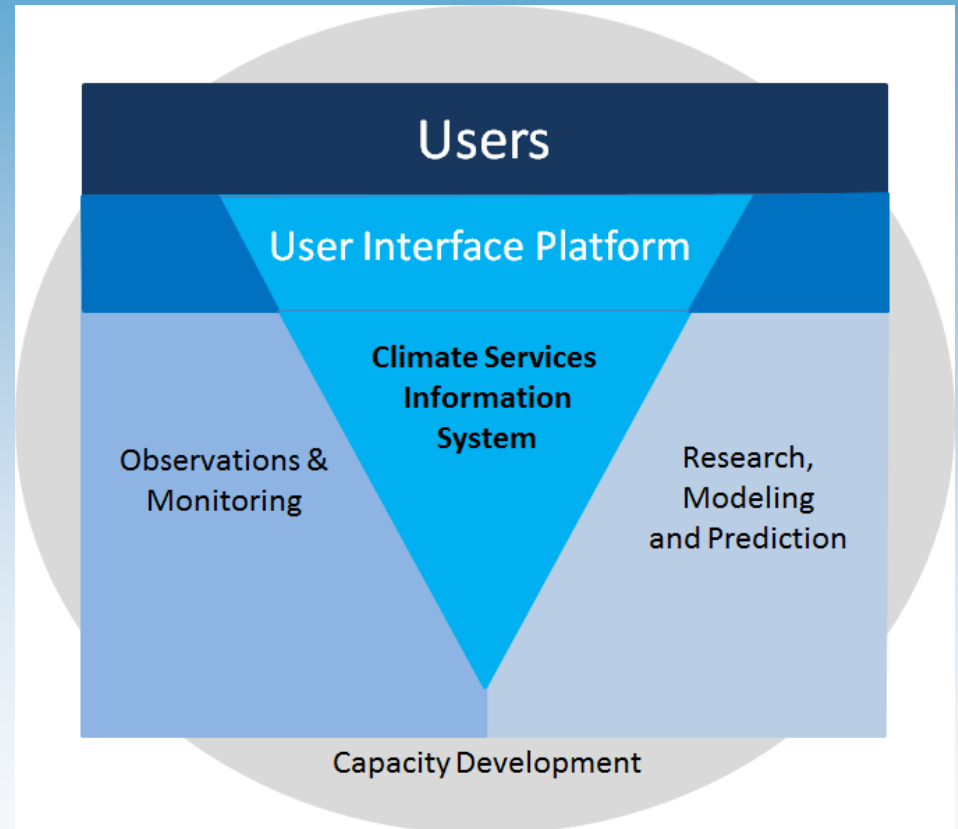 Users
User Interface Platform
Climate Services
Information
System
Observations &
Monitoring
Research,
Modeling
and Prediction
Capacity Development